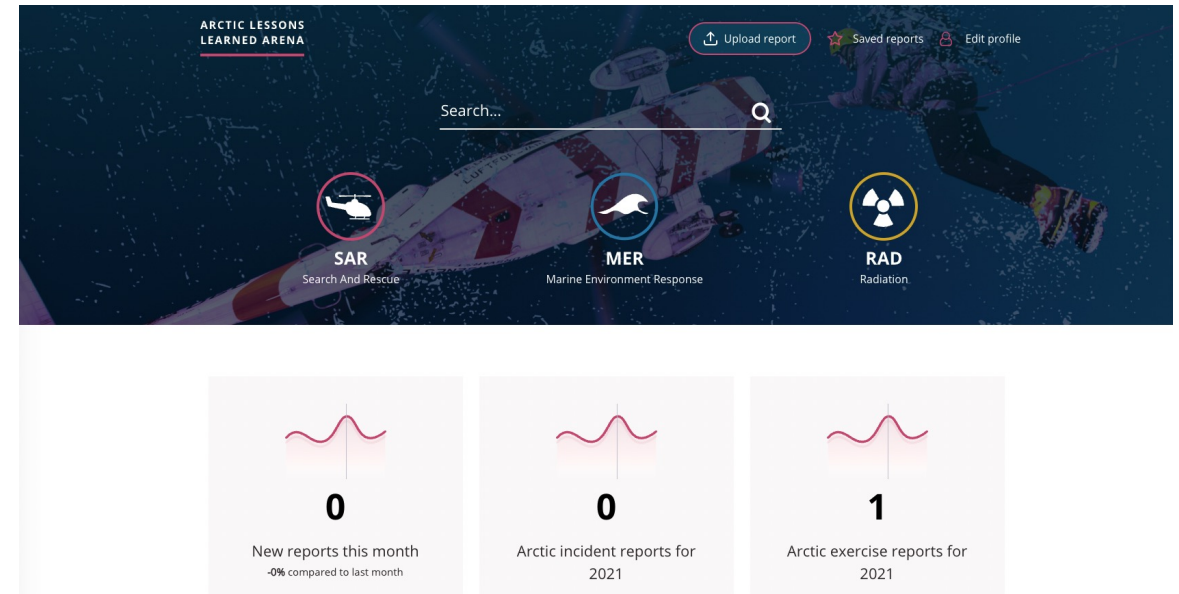 ARCTIC LESSONS
LEARNED ARENA
Upload report
Saved reports
Edit profile
Search...
SAR
Search And Rescue
MER
Marine Environment Response
RAD
Radiation
0
New reports this month
-0% compared to last month
0
Arctic incident reports for
2021
1
Arctic exercise reports for
2021